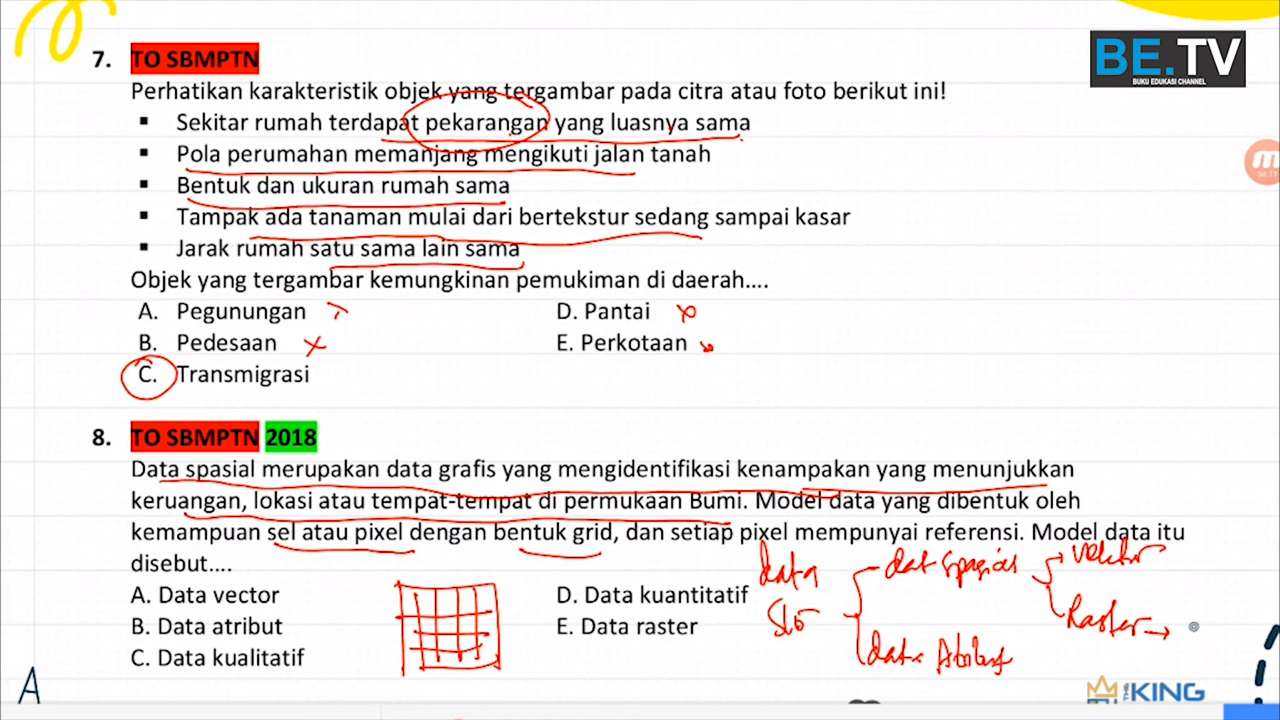 BE.TV
BUKU EDUKASI CHANNEL
7. TO SBMPTN
Perhatikan karakteristik objek yang tergambar pada citra atau foto berikut ini!
▪ Sekitar rumah terdapat pekarangan yang luasnya sama
▪ Pola perumahan memanjang mengikuti jalan tanah
▪ Bentuk dan ukuran rumah sama
▪ Tampak ada tanaman mulai dari bertekstur sedang sampai kasar
▪ Jarak rumah satu sama lain sama
Objek yang tergambar kemungkinan pemukiman di daerah....
A. Pegunungan
D. Pantai
B. Pedesaan
E. Perkotaan
C. Transmigrasi
8. TO SBMPTN 2018
Data spasial merupakan data grafis yang mengidentifikasi kenampakan yang menunjukkan
keruangan, lokasi atau tempat-tempat di permukaan Bumi. Model data yang dibentuk oleh
kemampuan sel atau pixel dengan bentuk grid, dan setiap pixel mempunyai referensi. Model data itu
disebut....
A. Data vector
D. Data kuantitatif
B. Data atribut
E. Data raster
C. Data kualitatif
data
Raster
data
A
THE KING